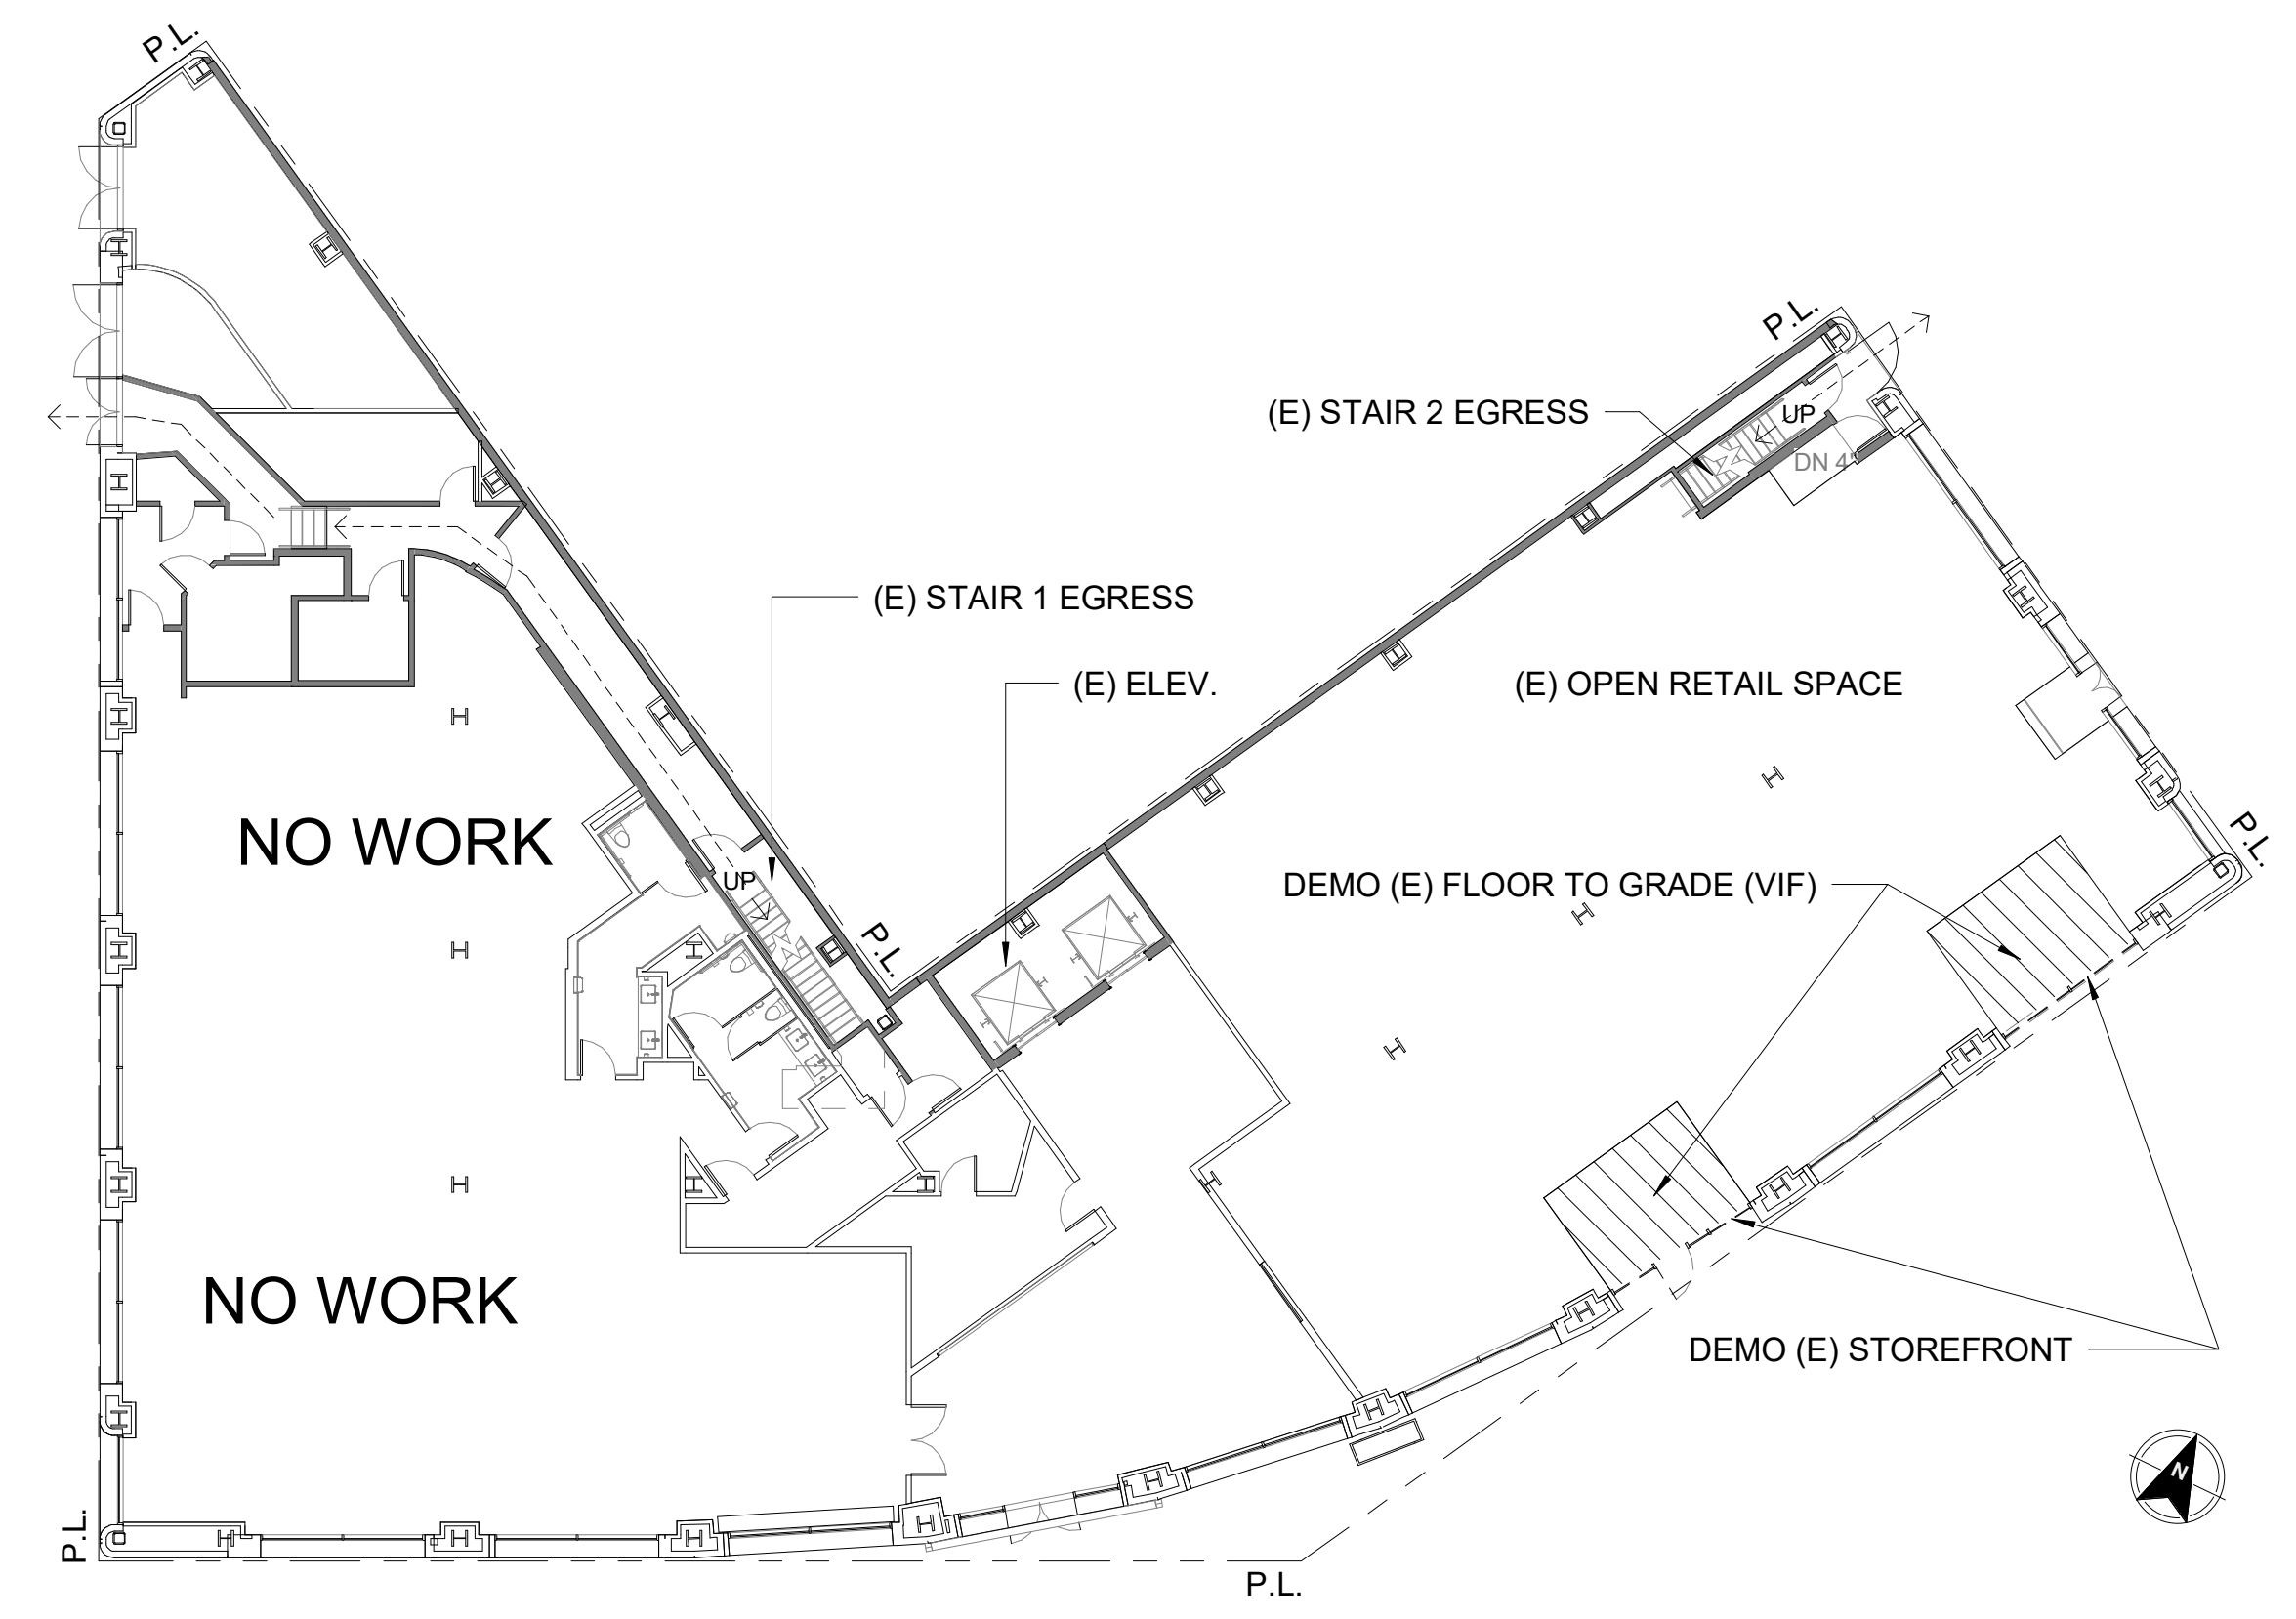 P.L.
P.L.
(E) STAIR 2 EGRESS
UP
DN 4"
(E) STAIR 1 EGRESS
(E) ELEV.
(E) OPEN RETAIL SPACE
NO WORK
P.L.
UP
DEMO (E) FLOOR TO GRADE (VIF)
P.L.
NO WORK
DEMO (E) STOREFRONT
N
P.L.
P.L.